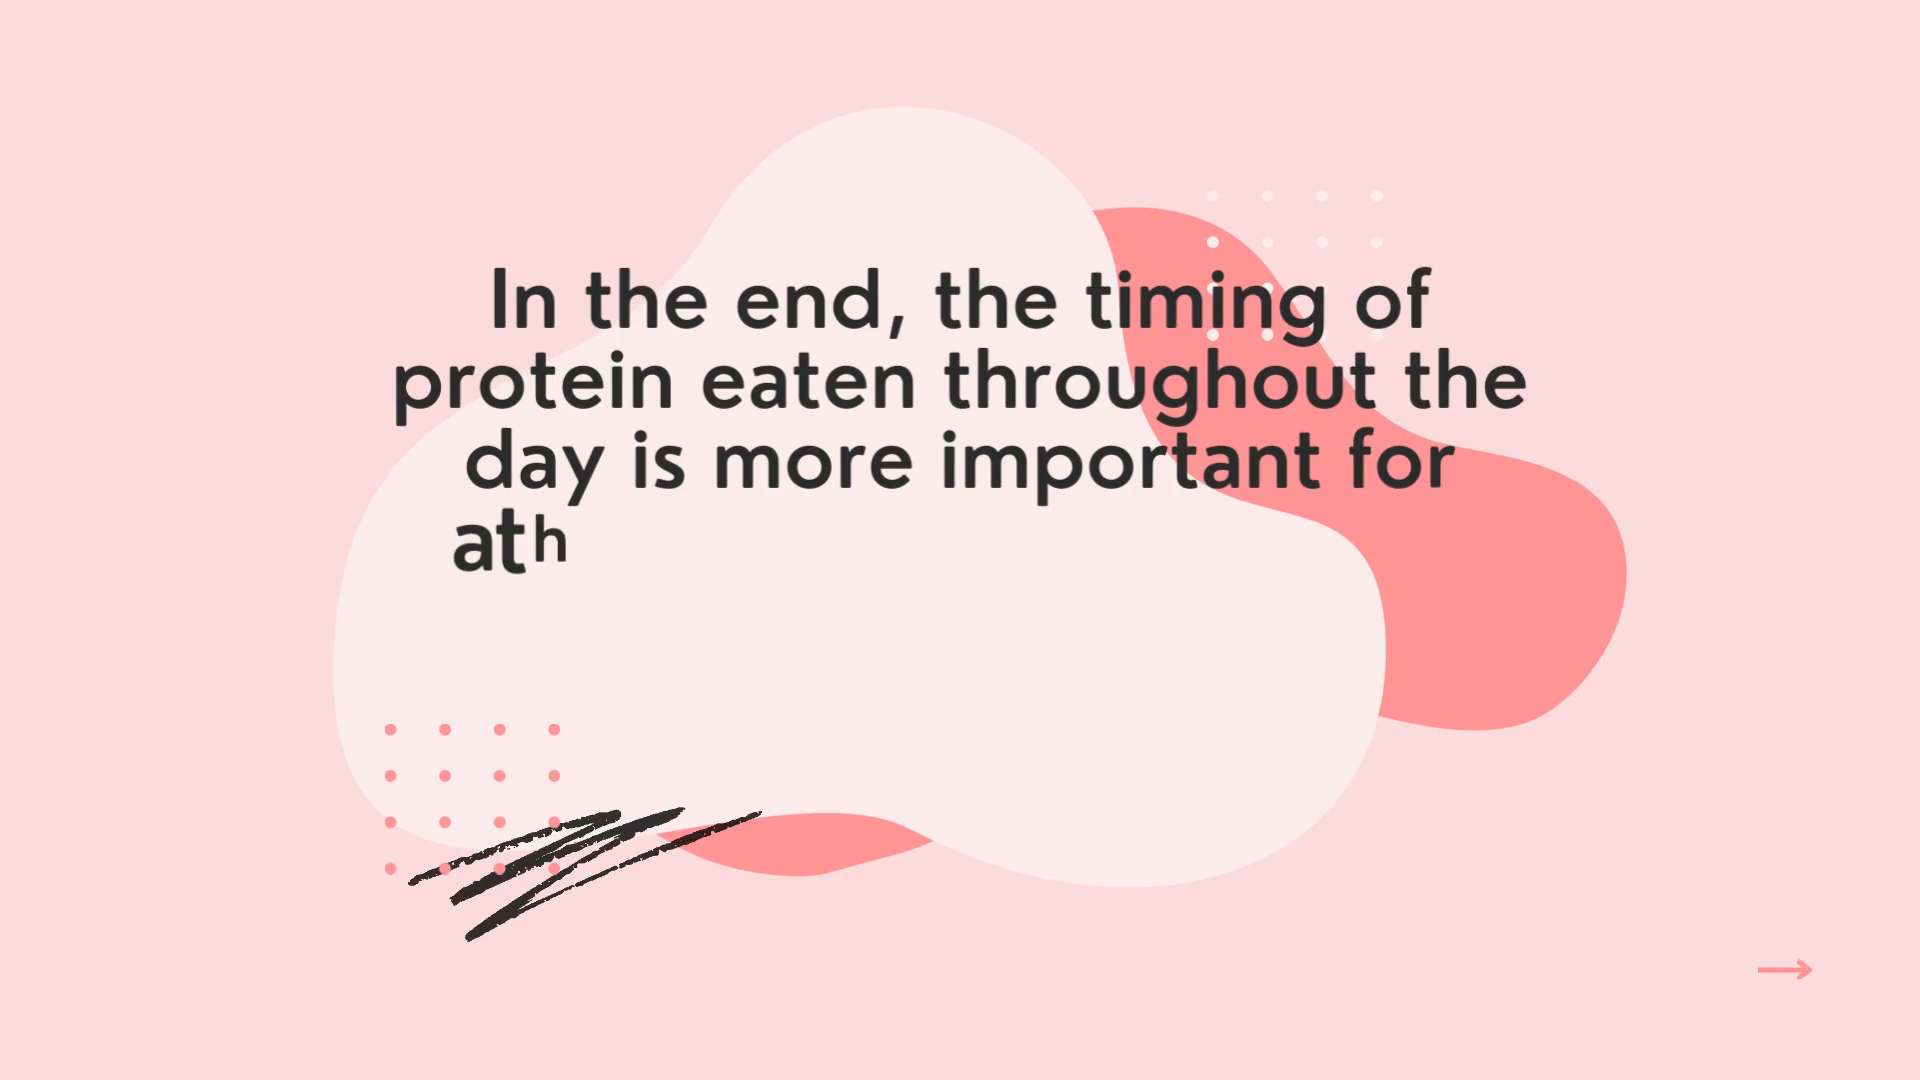 In the end, the timing of
protein eaten throughout the
day is more important for
ath